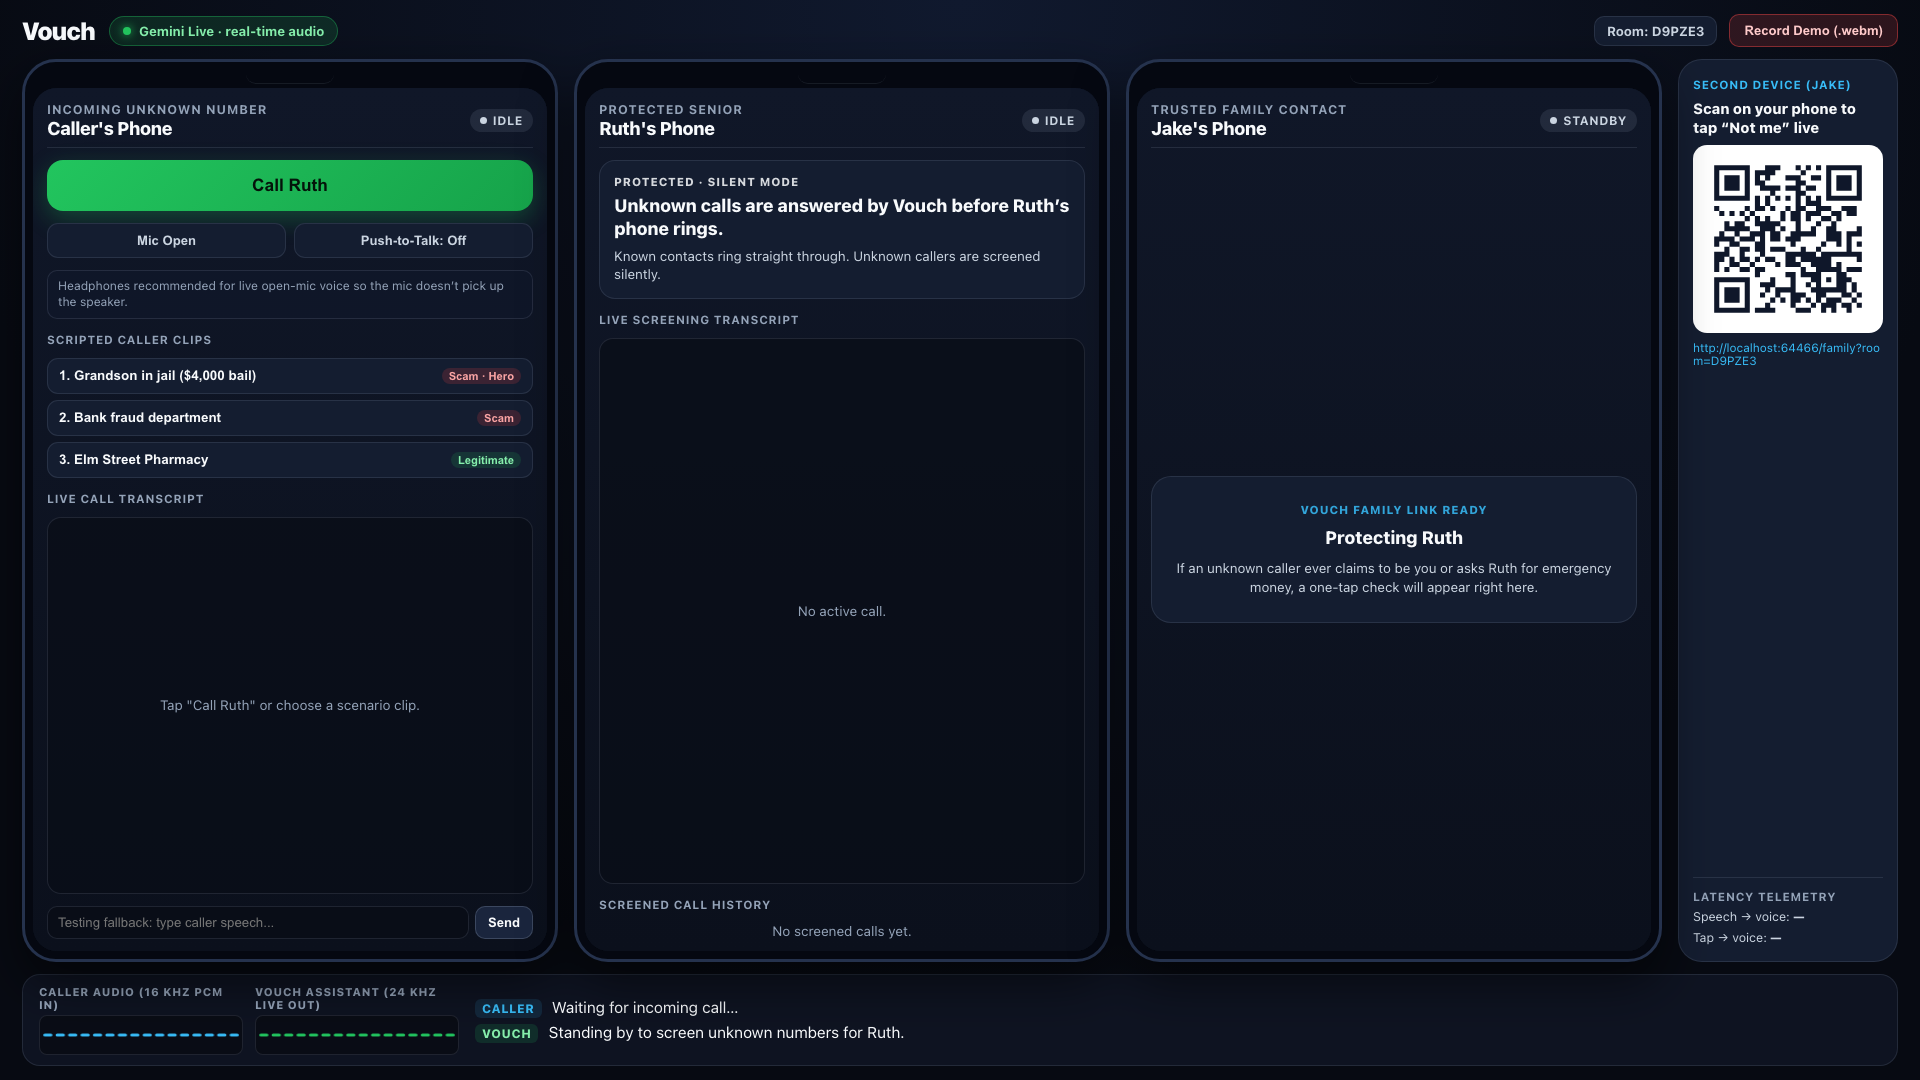 Vouch
Gemini Live · real-time audio
Room: D9PZE3
Record Demo (.webm)
INCOMING UNKNOWN NUMBER
Caller's Phone
IDLE
Call Ruth
Mic Open
Push-to-Talk: Off
Headphones recommended for live open-mic voice so the mic doesn’t pick up
the speaker.
SCRIPTED CALLER CLIPS
1. Grandson in jail ($4,000 bail)
Scam · Hero
2. Bank fraud department
Scam
3. Elm Street Pharmacy
Legitimate
LIVE CALL TRANSCRIPT
Tap "Call Ruth" or choose a scenario clip.
Testing fallback: type caller speech...
Send
PROTECTED SENIOR
Ruth's Phone
IDLE
PROTECTED · SILENT MODE
Unknown calls are answered by Vouch before Ruth’s
phone rings.
Known contacts ring straight through. Unknown callers are screened
silently.
LIVE SCREENING TRANSCRIPT
No active call.
SCREENED CALL HISTORY
No screened calls yet.
TRUSTED FAMILY CONTACT
Jake's Phone
STANDBY
VOUCH FAMILY LINK READY
Protecting Ruth
If an unknown caller ever claims to be you or asks Ruth for emergency
money, a one-tap check will appear right here.
SECOND DEVICE (JAKE)
Scan on your phone to
tap “Not me” live
http://localhost:64466/family?roo
m=D9PZE3
LATENCY TELEMETRY
Speech → voice: —
Tap → voice: —
CALLER AUDIO (16 KHZ PCM
IN)
VOUCH ASSISTANT (24 KHZ
LIVE OUT)
CALLER Waiting for incoming call...
VOUCH Standing by to screen unknown numbers for Ruth.